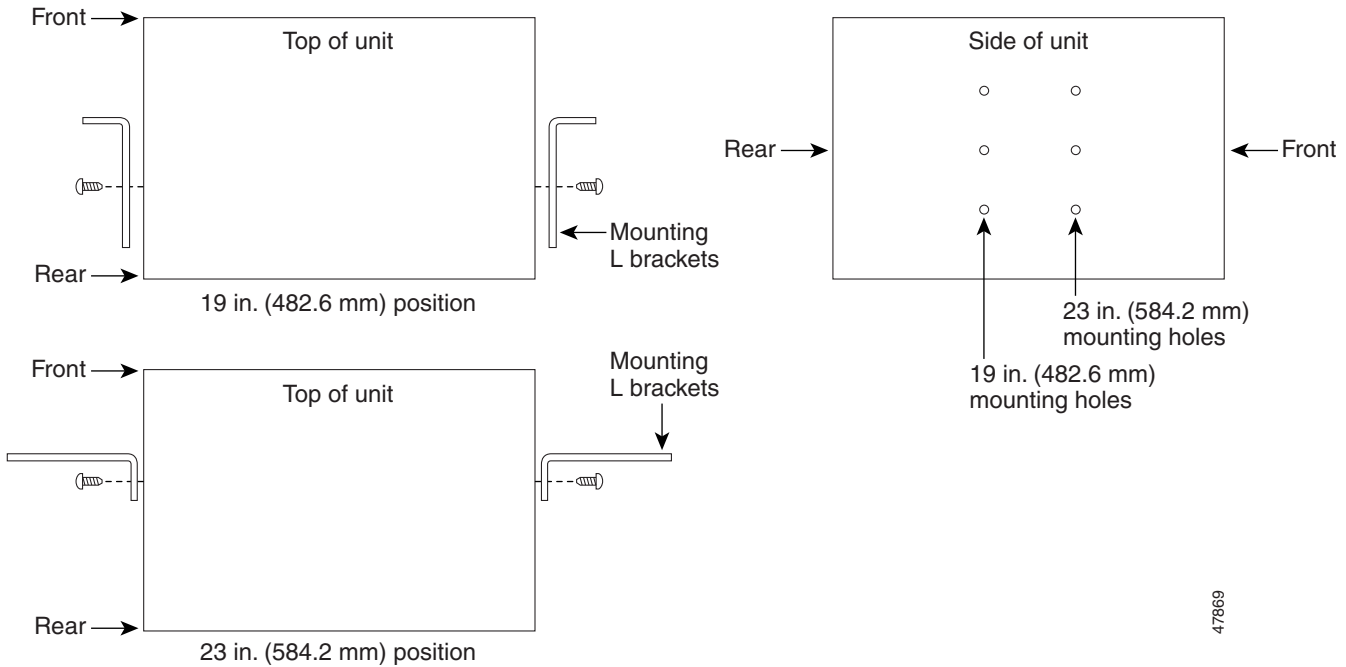 Front
Top of unit
Mounting
L brackets
Rear
19 in. (482.6 mm) position
Front
Top of unit
Mounting
L brackets
Rear
23 in. (584.2 mm) position
Side of unit
Rear
Front
23 in. (584.2 mm)
mounting holes
19 in. (482.6 mm)
mounting holes
47869